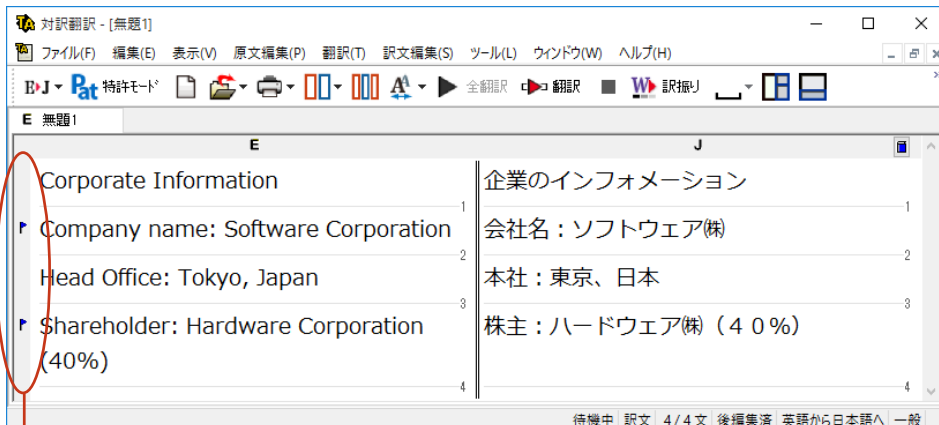 対訳翻訳 - [無題1]
ファイル(F) 編集(E) 表示(V) 原文編集(P) 翻訳(T) 訳文編集(S) ツール(L) ウィンドウ(W) ヘルプ(H)
E▸J Pat 特許モード A A 全翻訳 翻訳 W 訳振り
E 無題1
E J
Corporate Information 企業のインフォメーション
1 1
Company name: Software Corporation 会社名：ソフトウェア㈱
2 2
Head Office: Tokyo, Japan 本社：東京、日本
3 3
Shareholder: Hardware Corporation 株主：ハードウェア㈱（４０%）
(40%)
4 4
待機中 訳文 4/4文 後編集済 英語から日本語へ 一般